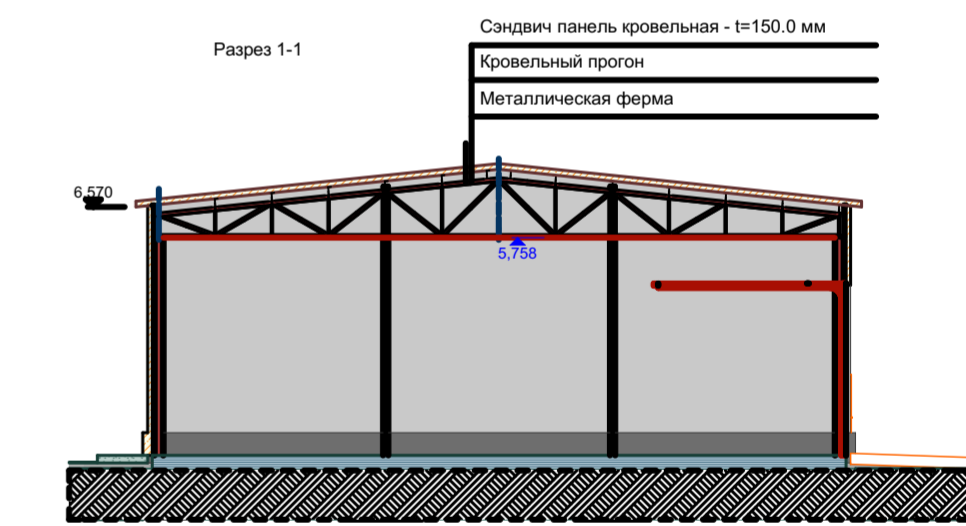 Сэндвич панель кровельная - t=150.0 мм
Разрез 1-1
Кровельный прогон
Металлическая ферма
6,570
5,758